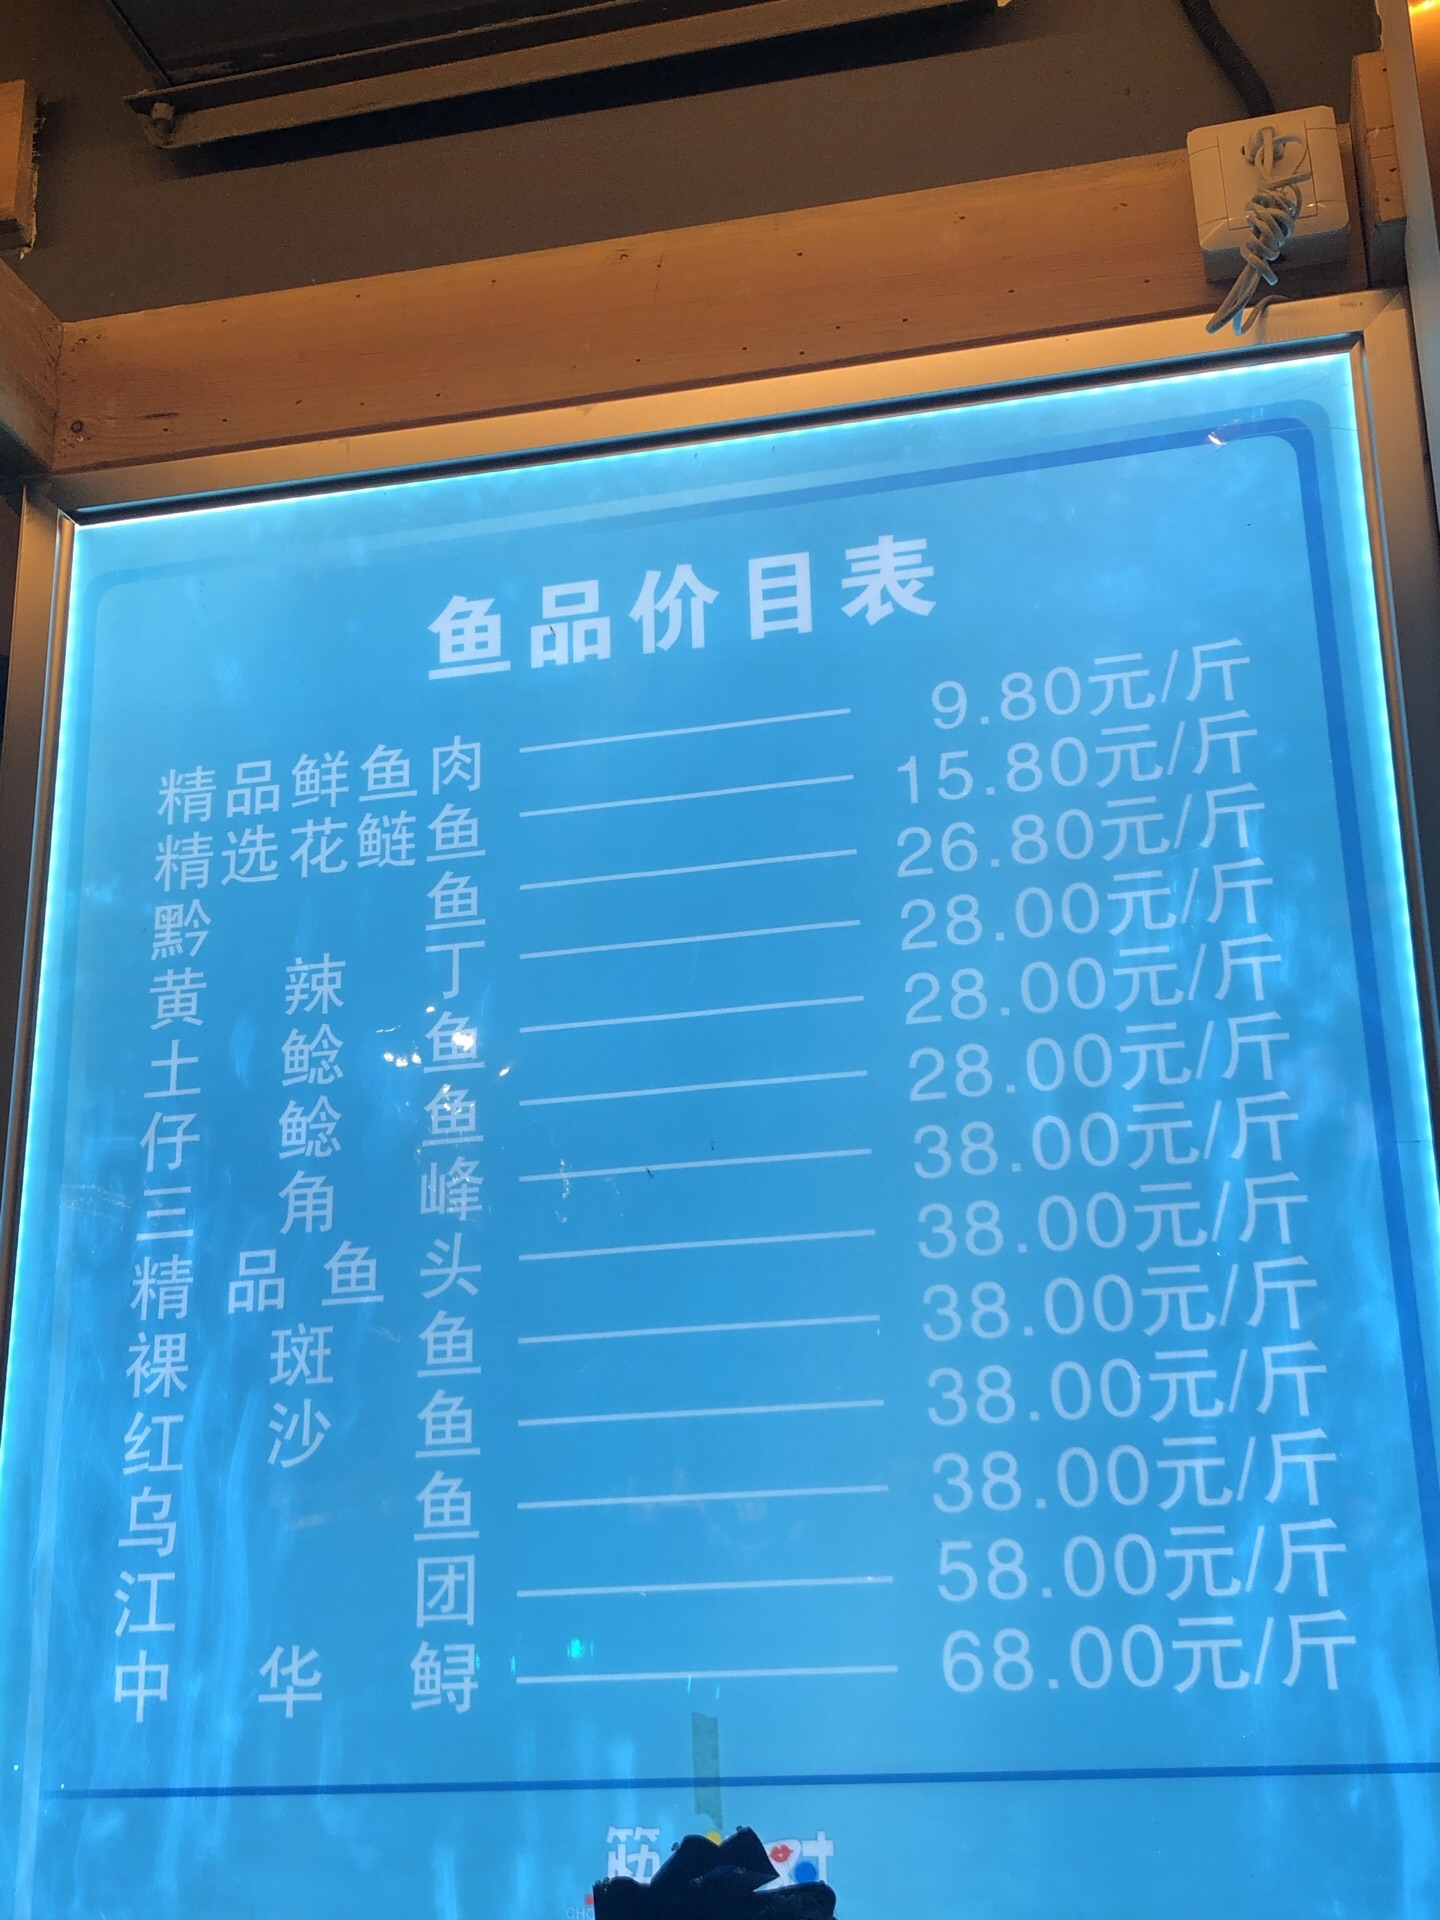 鱼品价目表
精品鲜鱼肉 9.80元/斤
精选花鲢鱼 15.80元/斤
黔鱼 26.80元/斤
黄辣丁 28.00元/斤
土鲶鱼 28.00元/斤
仔鲶鱼 28.00元/斤
三角峰 38.00元/斤
精品鱼头 38.00元/斤
裸斑鱼 38.00元/斤
红沙鱼 38.00元/斤
乌鱼 38.00元/斤
江团 58.00元/斤
中华鲟 68.00元/斤